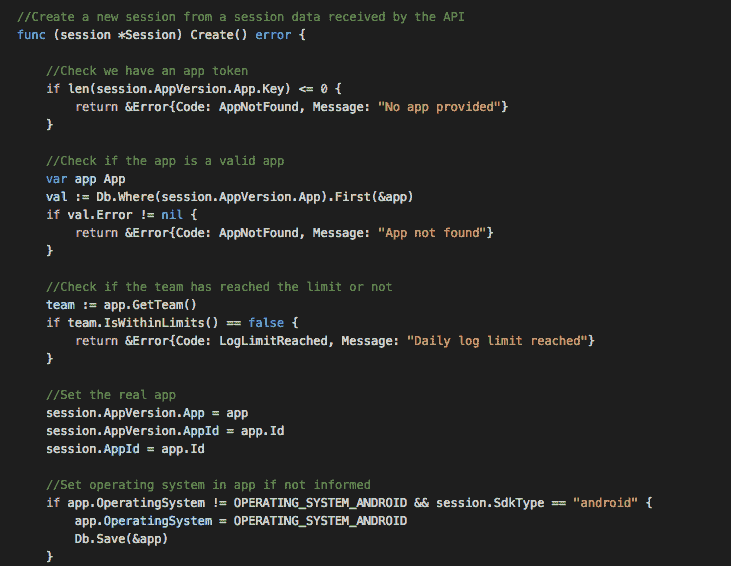 //Create a new session from a session data received by the API
func (session *Session) Create() error {
//Check we have an app token
if len(session.AppVersion.App.Key) <= 0 {
return &Error{Code: AppNotFound, Message: "No app provided"}
}
//Check if the app is a valid app
var app App
val := Db.Where(session.AppVersion.App).First(&app)
if val.Error != nil {
return &Error{Code: AppNotFound, Message: "App not found"}
}
//Check if the team has reached the limit or not
team := app.GetTeam()
if team.IsWithinLimits() == false {
return &Error{Code: LogLimitReached, Message: "Daily log limit reached"}
}
//Set the real app
session.AppVersion.App = app
session.AppVersion.AppId = app.Id
session.AppId = app.Id
//Set operating system in app if not informed
if app.OperatingSystem != OPERATING_SYSTEM_ANDROID && session.SdkType == "android" {
app.OperatingSystem = OPERATING_SYSTEM_ANDROID
Db.Save(&app)
}